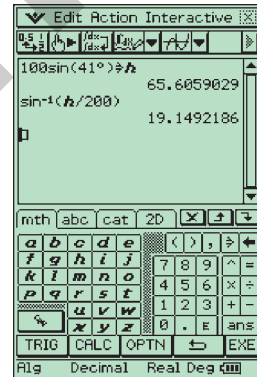 Edit Action Interactive
100sin(41°)⇒h
65.6059029
sin⁻¹(h/200)
19.1492186
mth abc cat 2D
a b c d e ( ) , ⇒
f g h i j 7 8 9 ^ =
k l m n o 4 5 6 × ÷
p q r s t 1 2 3 + -
u v w 0 . E ans
x y z
TRIG CALC OPTN EXE
Alg Decimal Real Deg